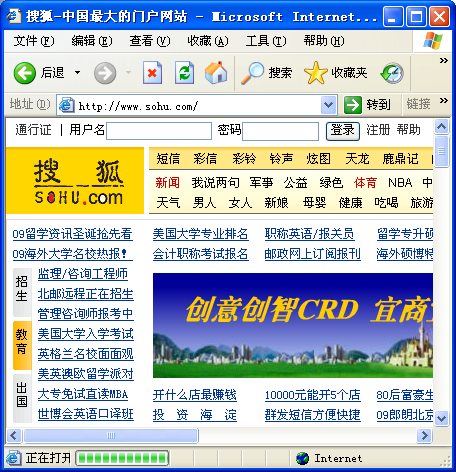 搜狐-中国最大的门户网站 - Microsoft Internet...
文件(F) 编辑(E) 查看(V) 收藏(A) 工具(T) 帮助(H)
后退 搜索 收藏夹
地址(D) http://www.sohu.com/ 转到 链接
通行证 | 用户名 密码 登录 注册 帮助
搜 狐
SOHU.com
短信 彩信 彩铃 铃声 炫图 天龙 鹿鼎记
新闻 我说两句 军事 公益 绿色 体育 NBA 中
天气 男人 女人 新娘 母婴 健康 吃喝 旅游
09留学资讯圣诞抢先看 美国大学专业排名 职称英语/报关员 留学专升硕
09海外大学名校热报! 会计职称考试报名 邮政网上订阅报刊 海外硕博
招生
监理/咨询工程师
北邮远程正在招生
管理咨询师报考中
教育
美国大学入学考试
英格兰名校面面观
美英澳欧留学派对
出国
大专免试直读MBA
世博会英语口译班
创意创智CRD 宜商
开什么店最赚钱 10000元能开5个店 80后富豪生
投 资 海 淀 群发短信方便快捷 09郎朗北京
正在打开 Internet